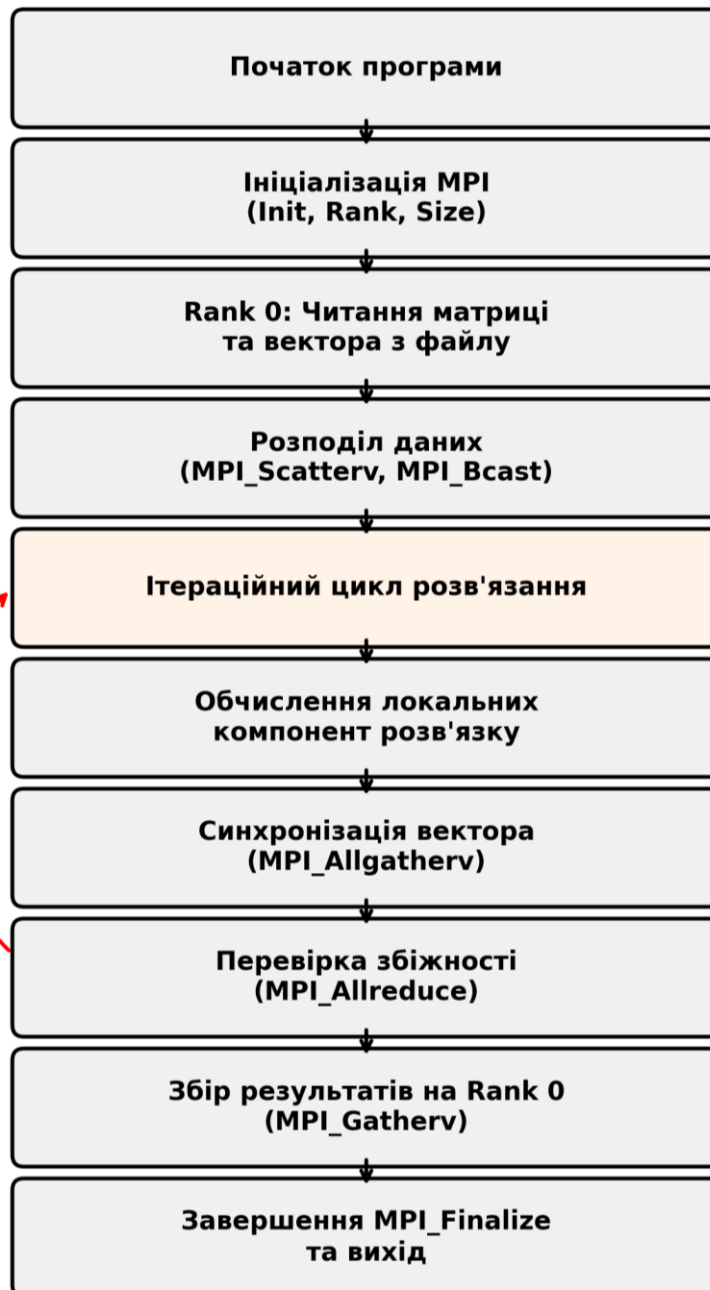 Початок програми
Ініціалізація MPI
(Init, Rank, Size)
Rank 0: Читання матриці
та вектора з файлу
Розподіл даних
(MPI_Scatterv, MPI_Bcast)
Ітераційний цикл розв'язання
Обчислення локальних
компонент розв'язку
Синхронізація вектора
(MPI_Allgatherv)
Перевірка збіжності
(MPI_Allreduce)
Збір результатів на Rank 0
(MPI_Gatherv)
Завершення MPI_Finalize
та вихід